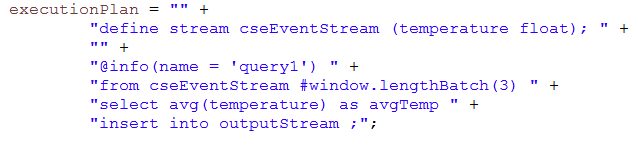 executionPlan = "" +
"define stream cseEventStream (temperature float); " +
"" +
"@info(name = 'query1') " +
"from cseEventStream #window.lengthBatch(3) " +
"select avg(temperature) as avgTemp " +
"insert into outputStream ;";